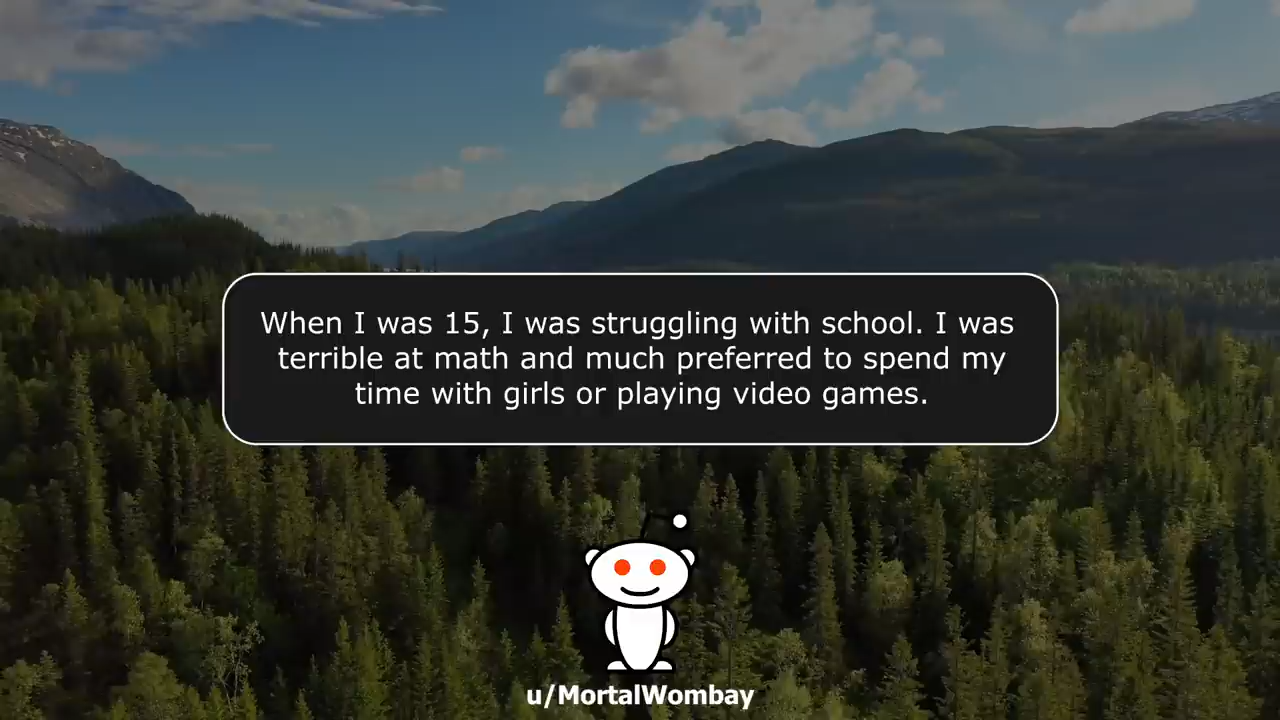 When I was 15, I was struggling with school. I was
terrible at math and much preferred to spend my
time with girls or playing video games.
u/MortalWombay